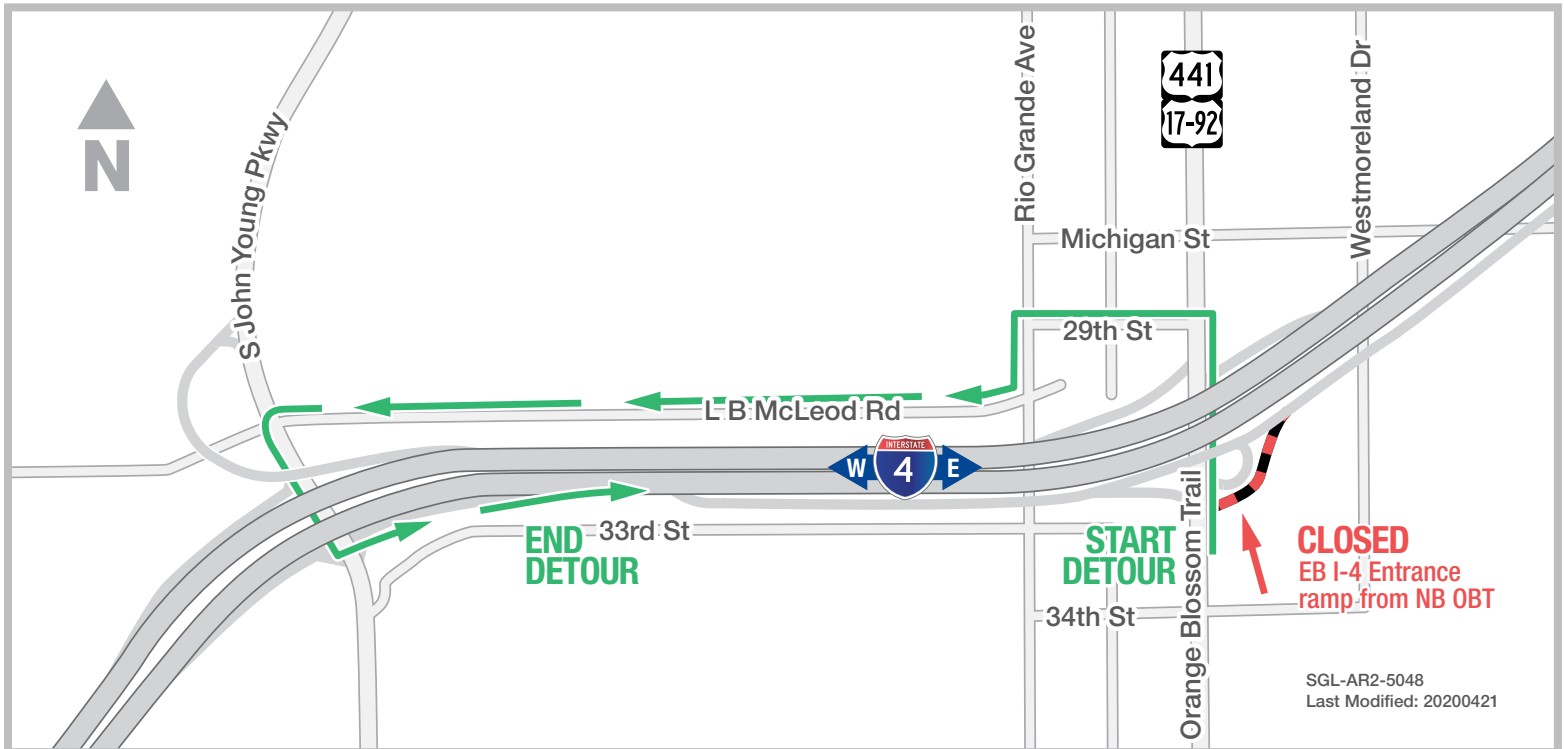 N
S John Young Pkwy
Rio Grande Ave
441
17-92
Westmoreland Dr
Michigan St
29th St
L B McLeod Rd
W
INTERSTATE
4
E
33rd St
END
DETOUR
START
DETOUR
Orange Blossom Trail
CLOSED
EB I-4 Entrance
ramp from NB OBT
34th St
SGL-AR2-5048
Last Modified: 20200421